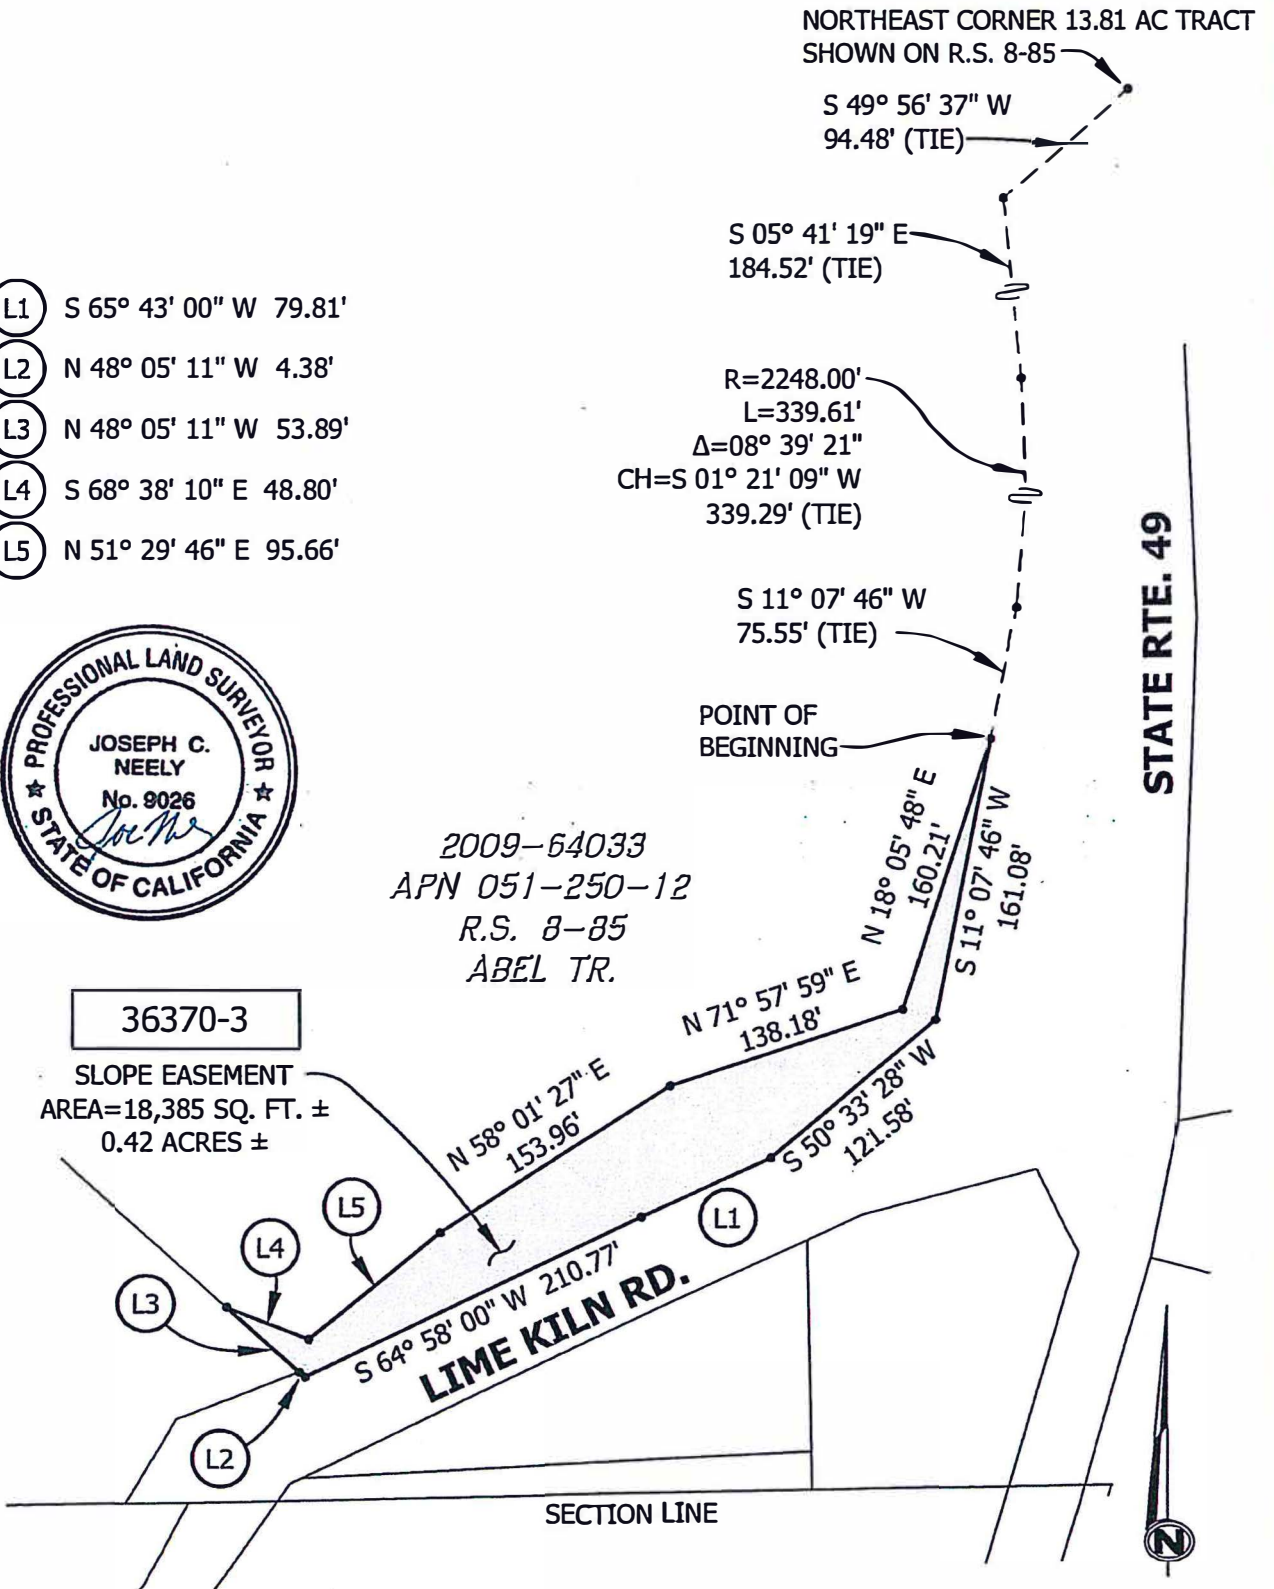 NORTHEAST CORNER 13.81 AC TRACT
SHOWN ON R.S. 8-85
S 49° 56' 37" W
94.48' (TIE)
S 05° 41' 19" E
184.52' (TIE)
L1 S 65° 43' 00" W 79.81'
L2 N 48° 05' 11" W 4.38'
L3 N 48° 05' 11" W 53.89'
L4 S 68° 38' 10" E 48.80'
L5 N 51° 29' 46" E 95.66'
R=2248.00'
L=339.61'
Δ=08° 39' 21"
CH=S 01° 21' 09" W
339.29' (TIE)
STATE RTE. 49
S 11° 07' 46" W
75.55' (TIE)
PROFESSIONAL LAND SURVEYOR
JOSEPH C.
NEELY
No. 9026
STATE OF CALIFORNIA
POINT OF
BEGINNING
N 18° 05' 48" E
160.21'
S 11° 07' 46" W
161.08'
2009-64033
APN 051-250-12
R.S. 8-85
ABEL TR.
36370-3
SLOPE EASEMENT
AREA=18,385 SQ. FT. ±
0.42 ACRES ±
N 71° 57' 59" E
138.18'
N 58° 01' 27" E
153.96'
S 50° 33' 28" W
121.58'
L1
L5
L4
L3
S 64° 58' 00" W 210.77'
LIME KILN RD.
L2
SECTION LINE
N